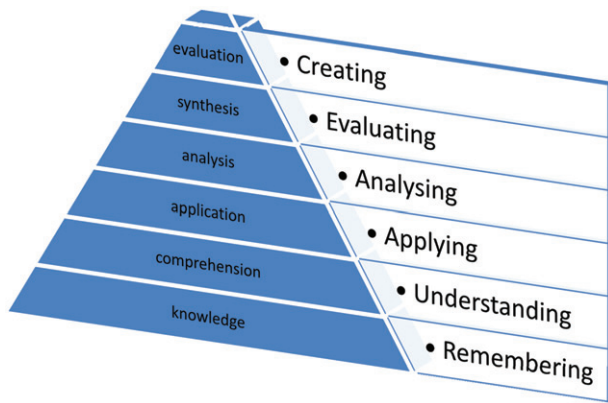 evaluation
• Creating
synthesis
• Evaluating
analysis
• Analysing
application
• Applying
comprehension
• Understanding
knowledge
• Remembering